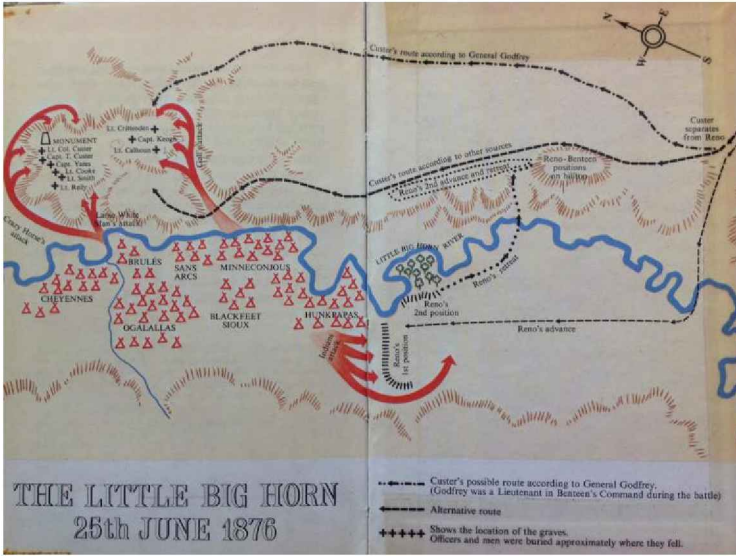 Custer's route according to General Godfrey
N
E
W
S
Custer
separates
from Reno
Lt. Crittenden
Capt. Keogh
Lt. Calhoun
Gall's attack
MONUMENT
Lt. Col. Custer
Capt. T. Custer
Capt. Yates
Lt. Cooke
Lt. Smith
Lt. Reily
Custer's route according to other sources
Reno's 2nd advance and retreat
Reno-Benteen
positions
on hilltop
Crazy Horse's
attack
Lame White
Man's attack
LITTLE BIG HORN RIVER
Reno's retreat
BRULÉS
SANS
ARCS
MINNECONJOUS
CHEYENNES
OGALALLAS
BLACKFEET
SIOUX
HUNKPAPAS
Reno's
2nd position
Reno's advance
Indian
attack
Reno's
1st position
THE LITTLE BIG HORN
25th JUNE 1876
Custer's possible route according to General Godfrey.
(Godfrey was a Lieutenant in Benteen's Command during the battle)
Alternative route
Shows the location of the graves.
Officers and men were buried approximately where they fell.